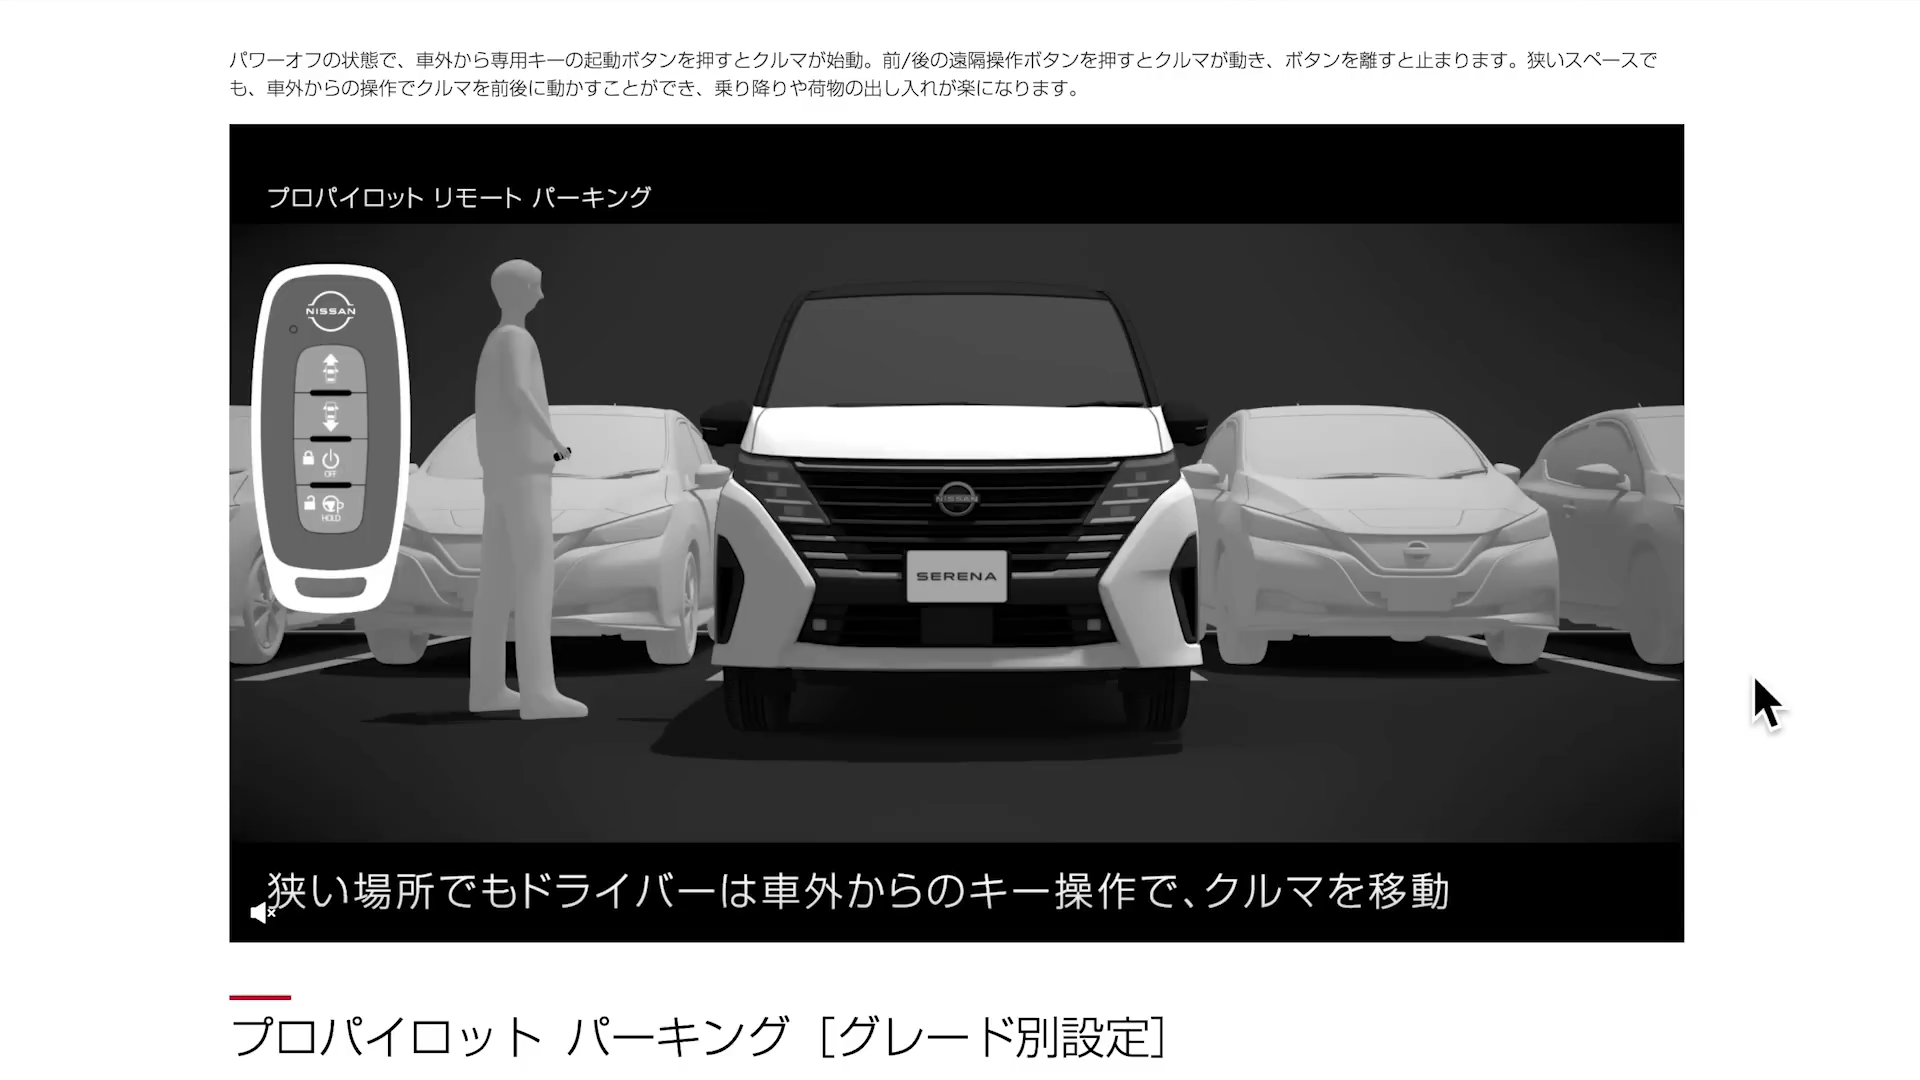 パワーオフの状態で、車外から専用キーの起動ボタンを押すとクルマが始動。前/後の遠隔操作ボタンを押すとクルマが動き、ボタンを離すと止まります。狭いスペースで
も、車外からの操作でクルマを前後に動かすことができ、乗り降りや荷物の出し入れが楽になります。
プロパイロット リモート パーキング
NISSAN
OFF
HOLD
NISSAN
SERENA
狭い場所でもドライバーは車外からのキー操作で、クルマを移動
プロパイロット パーキング［グレード別設定］